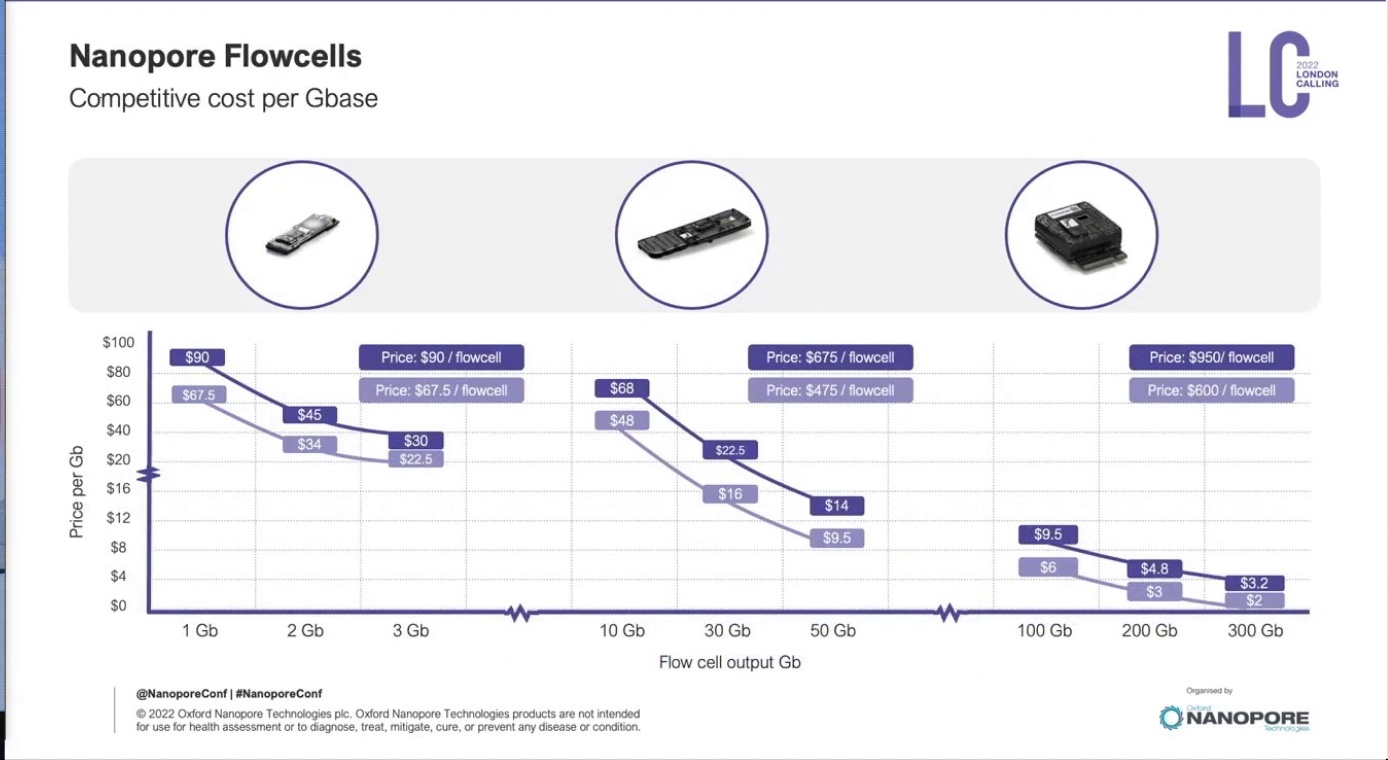 Nanopore Flowcells
Competitive cost per Gbase
LC
2022
LONDON
CALLING
$100
$80
$60
$40
$20
$16
$12
$8
$4
$0
Price per Gb
$90
$67.5
$45
$34
$30
$22.5
Price: $90 / flowcell
Price: $67.5 / flowcell
$68
$48
$22.5
$16
$14
$9.5
Price: $675 / flowcell
Price: $475 / flowcell
$9.5
$6
$4.8
$3
$3.2
$2
Price: $950/ flowcell
Price: $600 / flowcell
1 Gb 2 Gb 3 Gb 10 Gb 30 Gb 50 Gb 100 Gb 200 Gb 300 Gb
Flow cell output Gb
@NanoporeConf | #NanoporeConf
© 2022 Oxford Nanopore Technologies plc. Oxford Nanopore Technologies products are not intended
for use for health assessment or to diagnose, treat, mitigate, cure, or prevent any disease or condition.
Organised by
Oxford
NANOPORE
Technologies